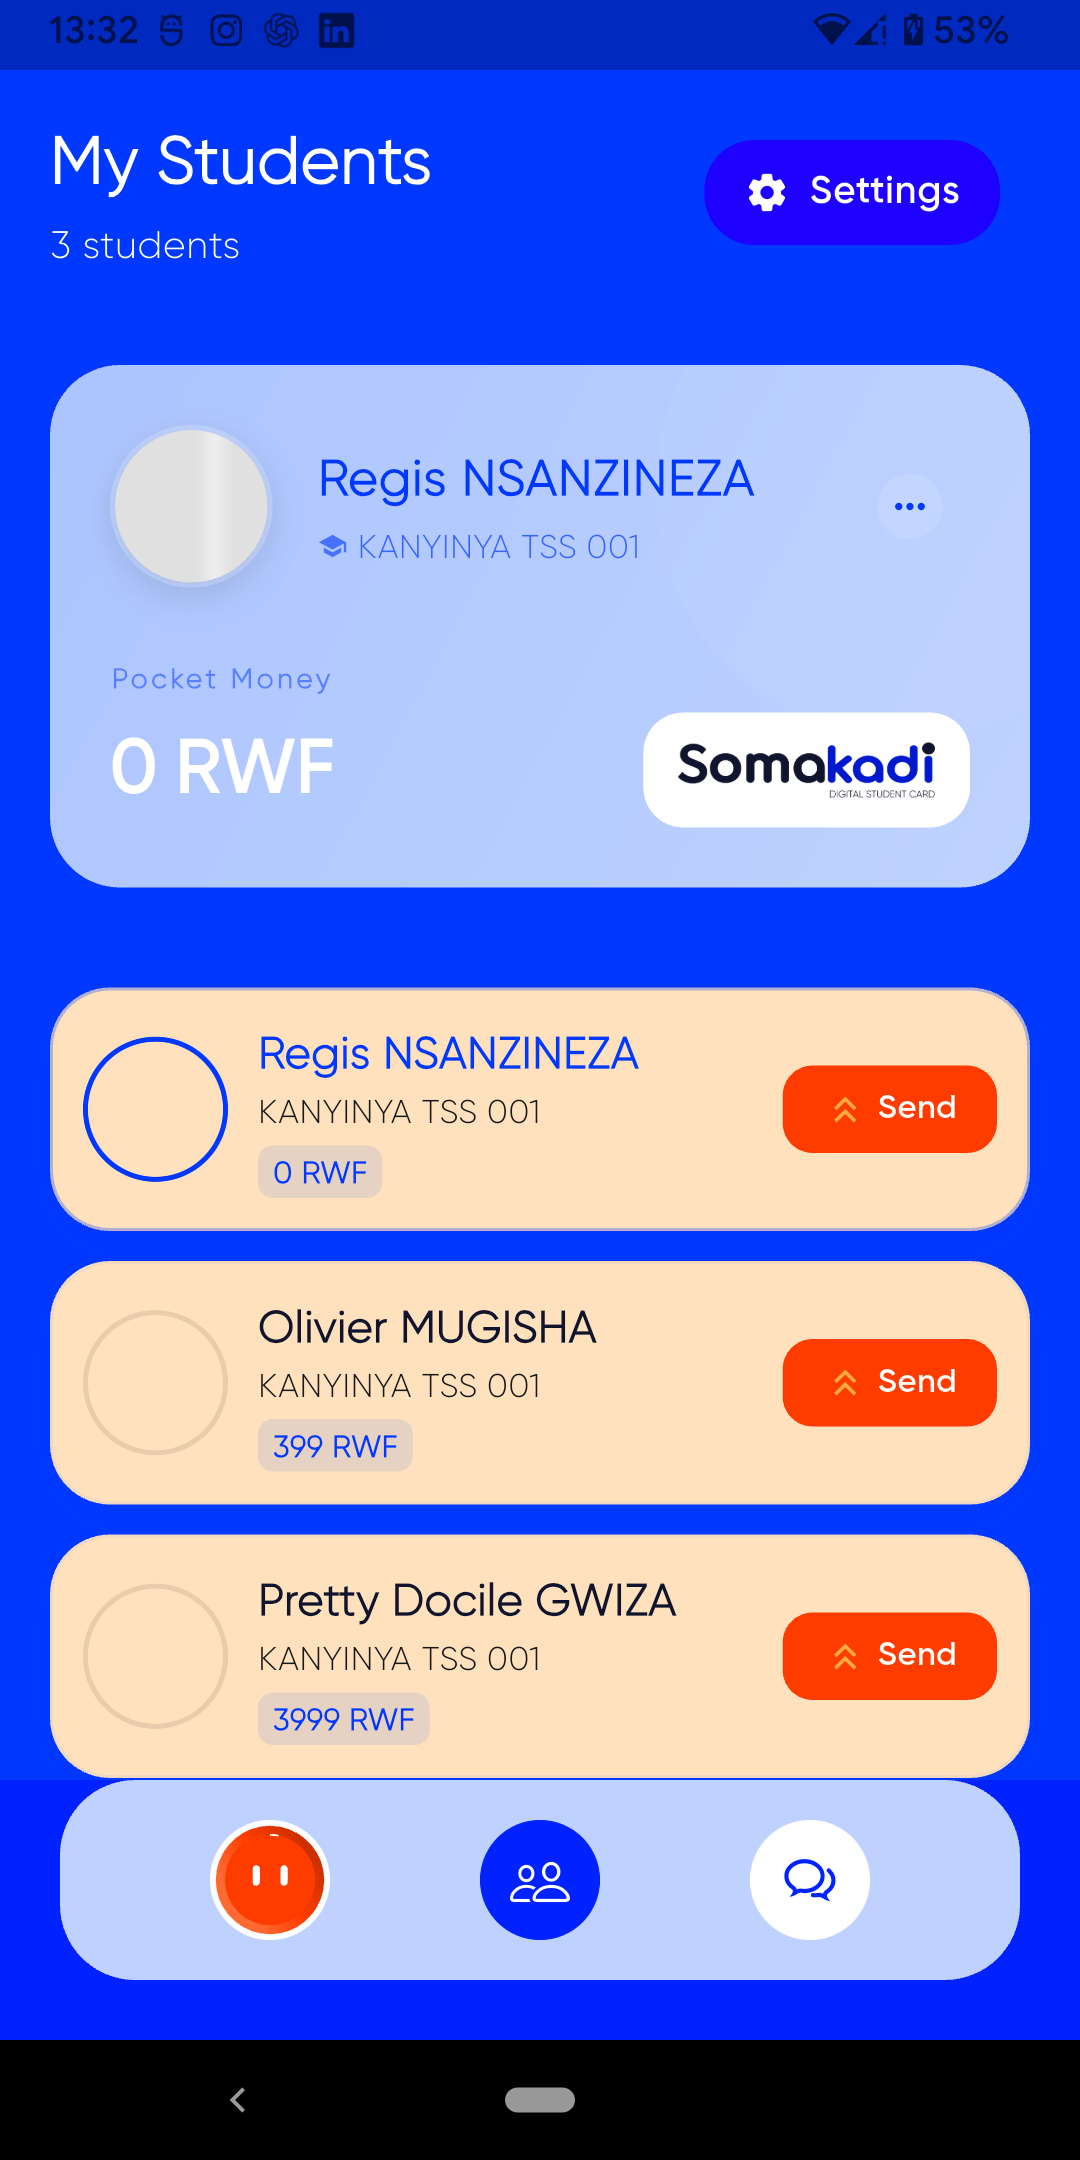 13:32
53%
My Students
3 students
Settings
Regis NSANZINEZA
KANYINYA TSS 001
Pocket Money
0 RWF
Somakadi
DIGITAL STUDENT CARD
Regis NSANZINEZA
KANYINYA TSS 001
0 RWF
Send
Olivier MUGISHA
KANYINYA TSS 001
399 RWF
Send
Pretty Docile GWIZA
KANYINYA TSS 001
3999 RWF
Send